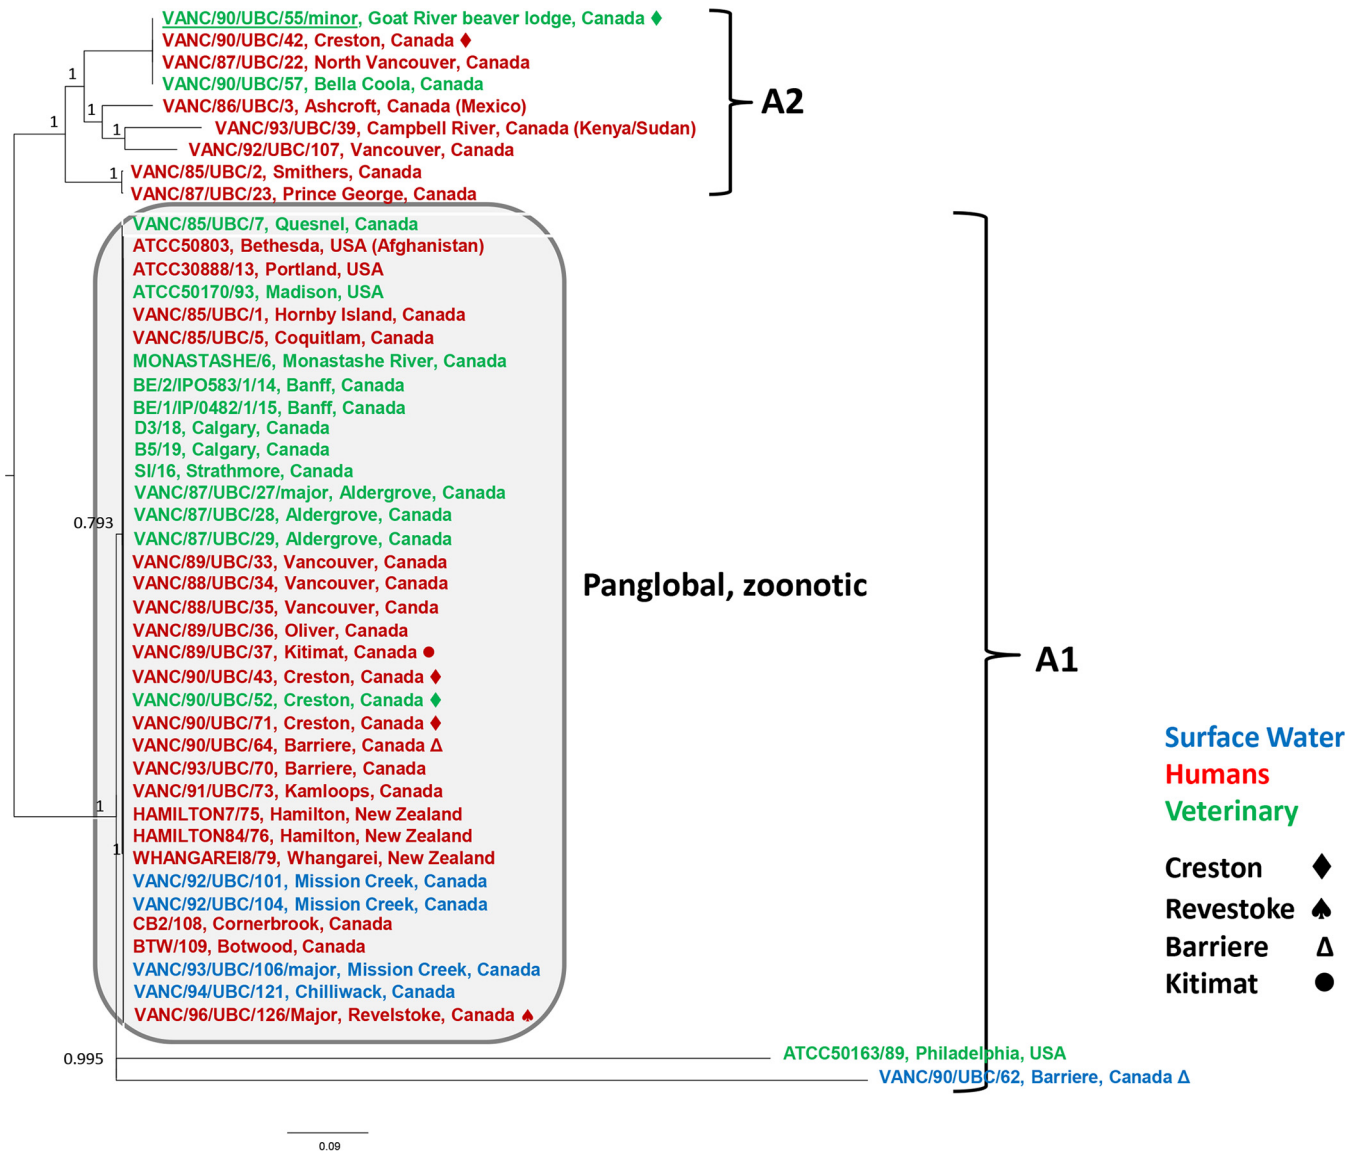 VANC/90/UBC/55/minor, Goat River beaver lodge, Canada ♦
VANC/90/UBC/42, Creston, Canada ♦
VANC/87/UBC/22, North Vancouver, Canada
1
VANC/90/UBC/57, Bella Coola, Canada
A2
VANC/86/UBC/3, Ashcroft, Canada (Mexico)
1
1
1
VANC/93/UBC/39, Campbell River, Canada (Kenya/Sudan)
VANC/92/UBC/107, Vancouver, Canada
1
VANC/85/UBC/2, Smithers, Canada
VANC/87/UBC/23, Prince George, Canada
VANC/85/UBC/7, Quesnel, Canada
ATCC50803, Bethesda, USA (Afghanistan)
ATCC30888/13, Portland, USA
ATCC50170/93, Madison, USA
VANC/85/UBC/1, Hornby Island, Canada
VANC/85/UBC/5, Coquitlam, Canada
MONASTASHE/6, Monastashe River, Canada
BE/2/IPO583/1/14, Banff, Canada
BE/1/IP/0482/1/15, Banff, Canada
D3/18, Calgary, Canada
B5/19, Calgary, Canada
SI/16, Strathmore, Canada
VANC/87/UBC/27/major, Aldergrove, Canada
VANC/87/UBC/28, Aldergrove, Canada
0.793
VANC/87/UBC/29, Aldergrove, Canada
VANC/89/UBC/33, Vancouver, Canada
VANC/88/UBC/34, Vancouver, Canada
Panglobal, zoonotic
VANC/88/UBC/35, Vancouver, Canda
VANC/89/UBC/36, Oliver, Canada
VANC/89/UBC/37, Kitimat, Canada ●
A1
VANC/90/UBC/43, Creston, Canada ♦
VANC/90/UBC/52, Creston, Canada ♦
VANC/90/UBC/71, Creston, Canada ♦
VANC/90/UBC/64, Barriere, Canada Δ
VANC/93/UBC/70, Barriere, Canada
VANC/91/UBC/73, Kamloops, Canada
1
HAMILTON7/75, Hamilton, New Zealand
HAMILTON84/76, Hamilton, New Zealand
1
WHANGAREI8/79, Whangarei, New Zealand
VANC/92/UBC/101, Mission Creek, Canada
VANC/92/UBC/104, Mission Creek, Canada
CB2/108, Cornerbrook, Canada
BTW/109, Botwood, Canada
VANC/93/UBC/106/major, Mission Creek, Canada
VANC/94/UBC/121, Chilliwack, Canada
VANC/96/UBC/126/Major, Revelstoke, Canada ♠
0.995
ATCC50163/89, Philadelphia, USA
VANC/90/UBC/62, Barriere, Canada Δ
0.09
Surface Water
Humans
Veterinary
Creston ♦
Revestoke ♠
Barriere Δ
Kitimat ●